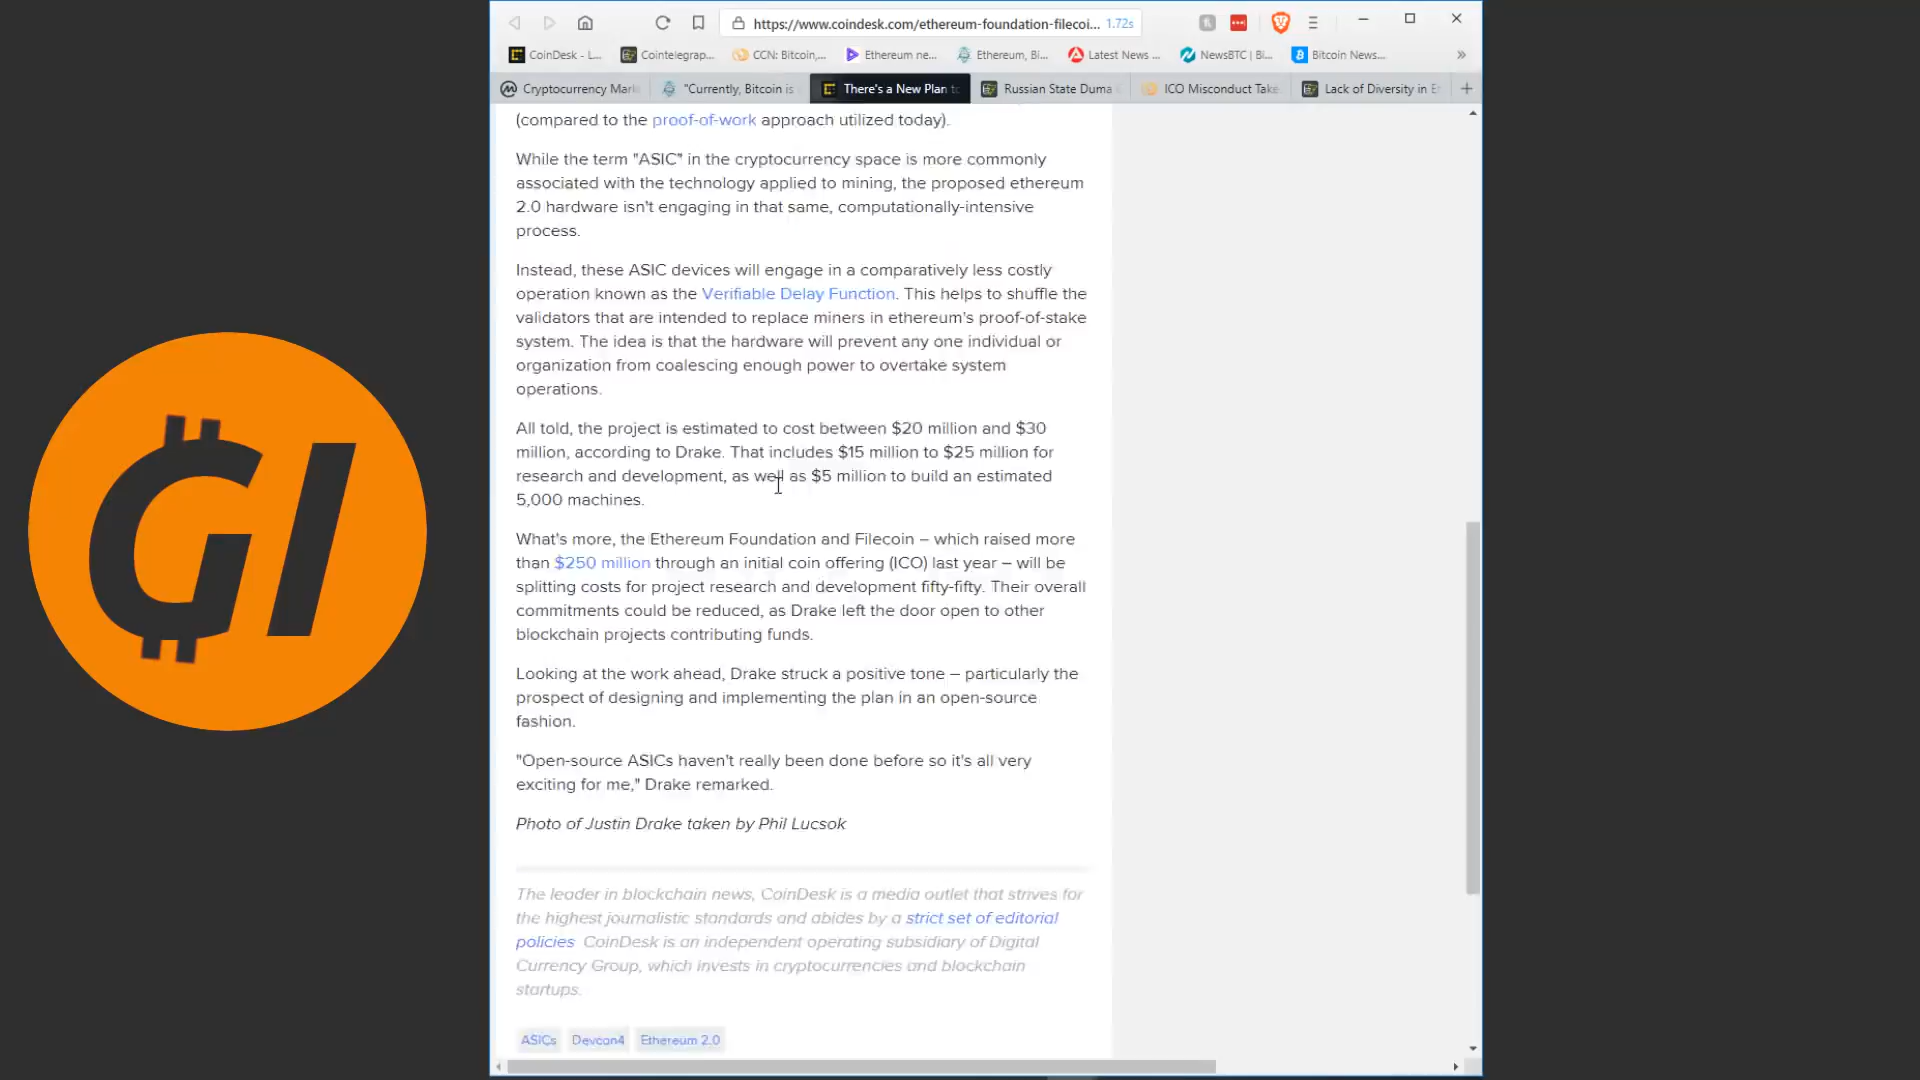 https://www.coindesk.com/ethereum-foundation-filecoi... 1.72s
CoinDesk - L... Cointelegrap... CCN: Bitcoin,... Ethereum ne... Ethereum, Bi... Latest News ... NewsBTC | Bi... Bitcoin News... »
Cryptocurrency Mark "Currently, Bitcoin is There's a New Plan to Russian State Duma ICO Misconduct Take Lack of Diversity in E
(compared to the proof-of-work approach utilized today).
While the term "ASIC" in the cryptocurrency space is more commonly
associated with the technology applied to mining, the proposed ethereum
2.0 hardware isn't engaging in that same, computationally-intensive
process.
Instead, these ASIC devices will engage in a comparatively less costly
operation known as the Verifiable Delay Function. This helps to shuffle the
validators that are intended to replace miners in ethereum's proof-of-stake
system. The idea is that the hardware will prevent any one individual or
organization from coalescing enough power to overtake system
operations.
All told, the project is estimated to cost between $20 million and $30
million, according to Drake. That includes $15 million to $25 million for
research and development, as well as $5 million to build an estimated
5,000 machines.
What's more, the Ethereum Foundation and Filecoin – which raised more
than $250 million through an initial coin offering (ICO) last year – will be
splitting costs for project research and development fifty-fifty. Their overall
commitments could be reduced, as Drake left the door open to other
blockchain projects contributing funds.
Looking at the work ahead, Drake struck a positive tone – particularly the
prospect of designing and implementing the plan in an open-source
fashion.
"Open-source ASICs haven't really been done before so it's all very
exciting for me," Drake remarked.
Photo of Justin Drake taken by Phil Lucsok
The leader in blockchain news, CoinDesk is a media outlet that strives for
the highest journalistic standards and abides by a strict set of editorial
policies. CoinDesk is an independent operating subsidiary of Digital
Currency Group, which invests in cryptocurrencies and blockchain
startups.
ASICs Devcon4 Ethereum 2.0
GI